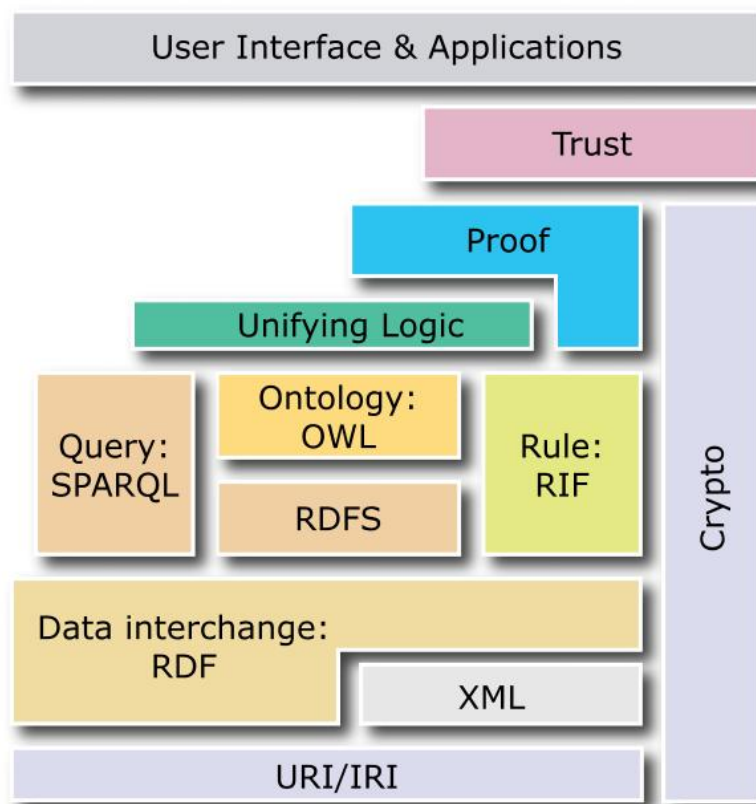 User Interface & Applications
Trust
Proof
Unifying Logic
Query:
SPARQL
Ontology:
OWL
RDFS
Rule:
RIF
Crypto
Data interchange:
RDF
XML
URI/IRI